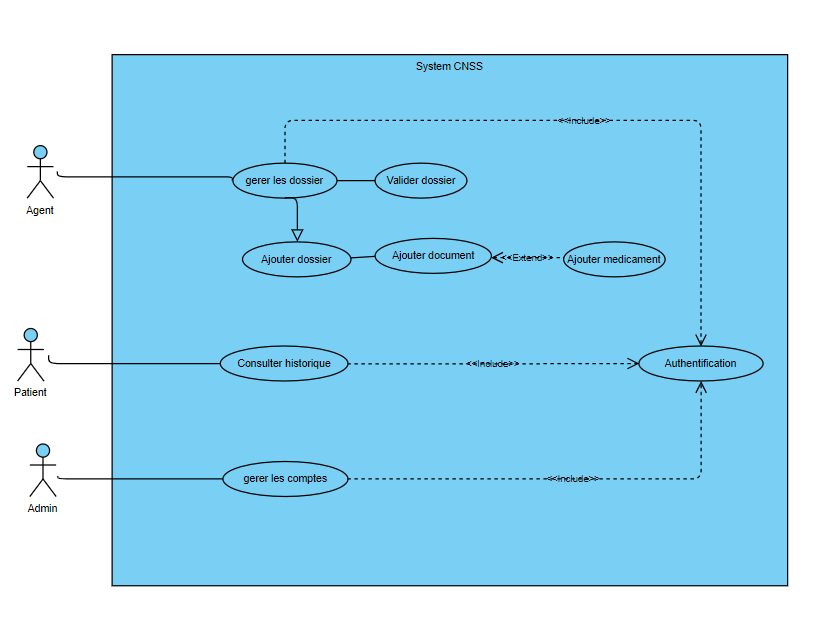 System CNSS
<<Include>>
gerer les dossier
Valider dossier
Agent
Ajouter dossier
Ajouter document
<<Extend>>
Ajouter medicament
Consulter historique
<<Include>>
Authentification
Patient
gerer les comptes
<<Include>>
Admin